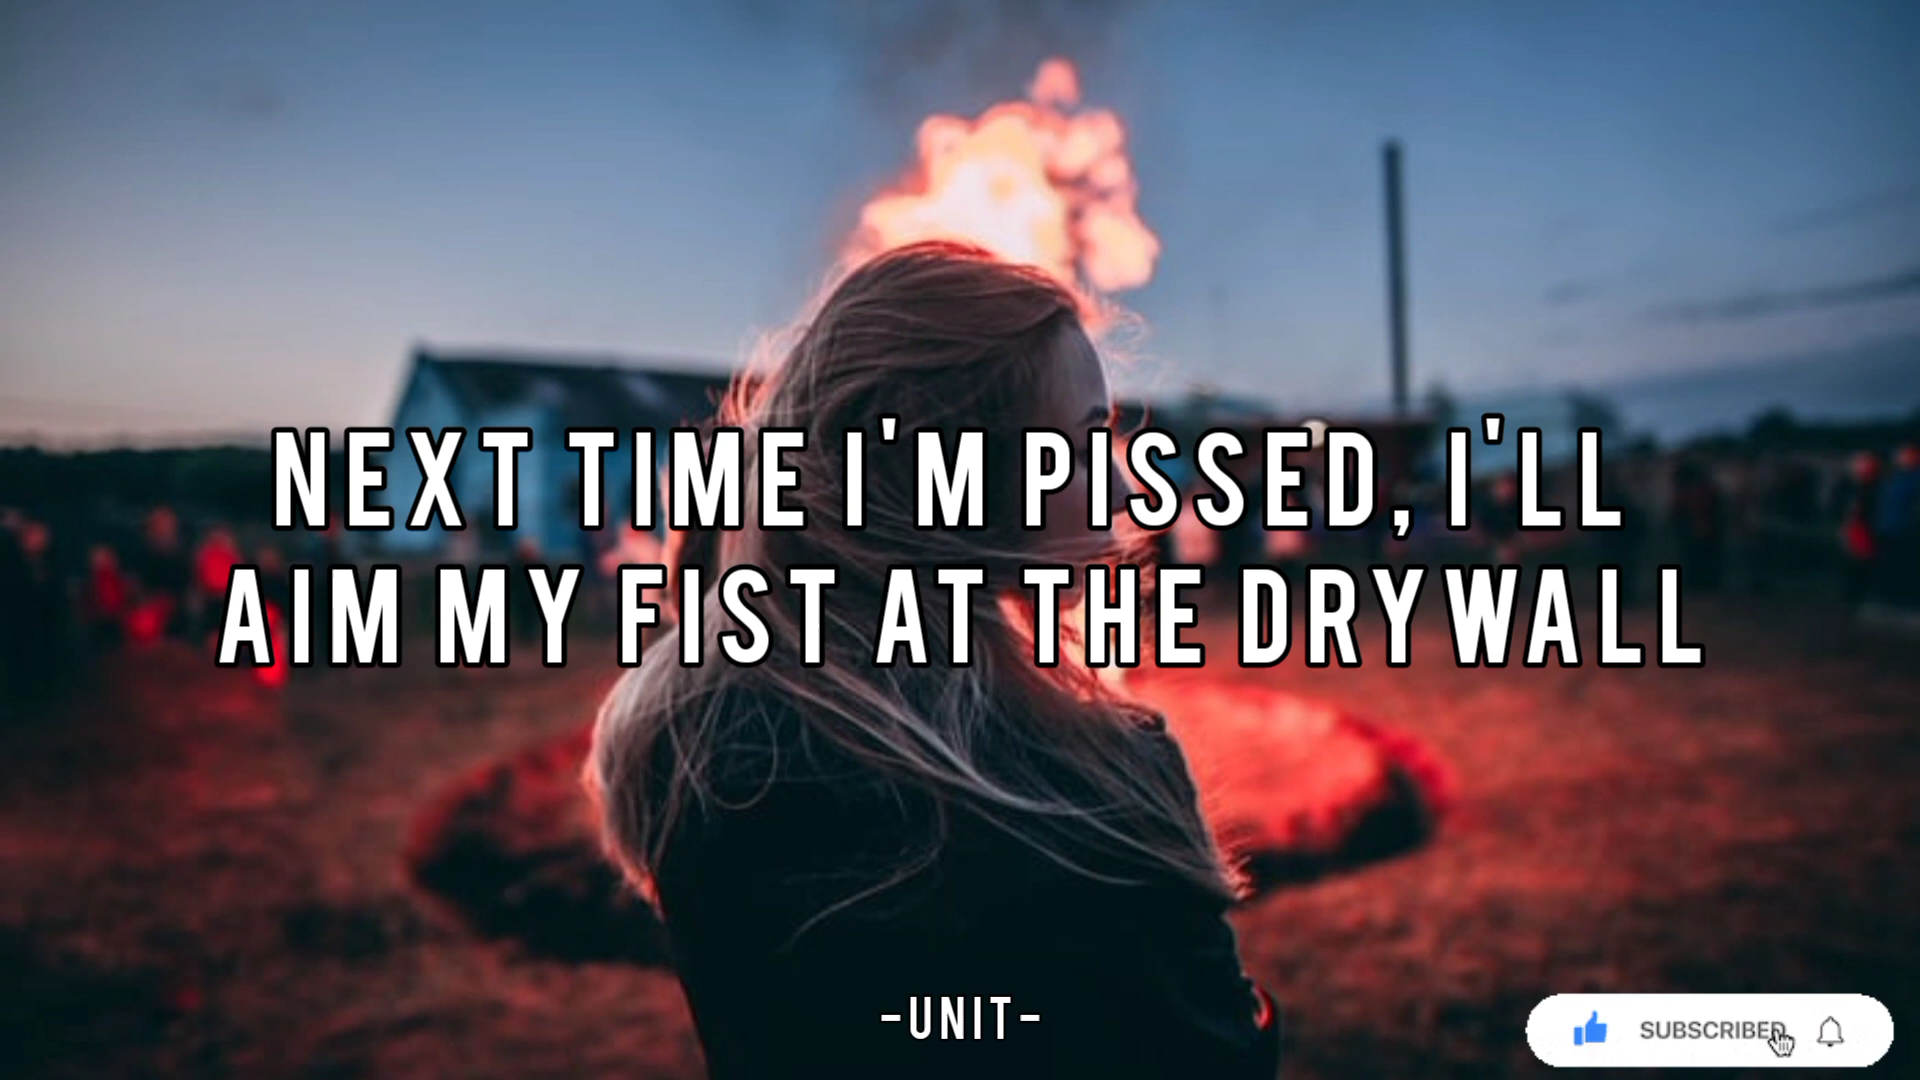 NEXT TIME I'M PISSED, I'LL
AIM MY FIST AT THE DRYWALL
-UNIT-
SUBSCRIBED